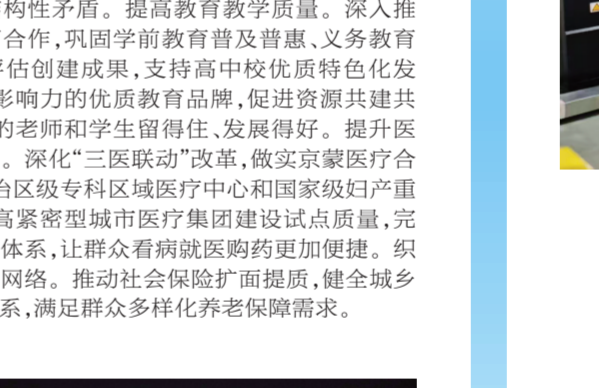 构性矛盾。提高教育教学质量。深入推
合作，巩固学前教育普及普惠、义务教育
评估创建成果，支持高中校优质特色化发
影响力的优质教育品牌，促进资源共建共
的老师和学生留得住、发展得好。提升医
。深化“三医联动”改革，做实京蒙医疗合
治区级专科区域医疗中心和国家级妇产重
高紧密型城市医疗集团建设试点质量，完
体系，让群众看病就医购药更加便捷。织
网络。推动社会保险扩面提质，健全城乡
系，满足群众多样化养老保障需求。